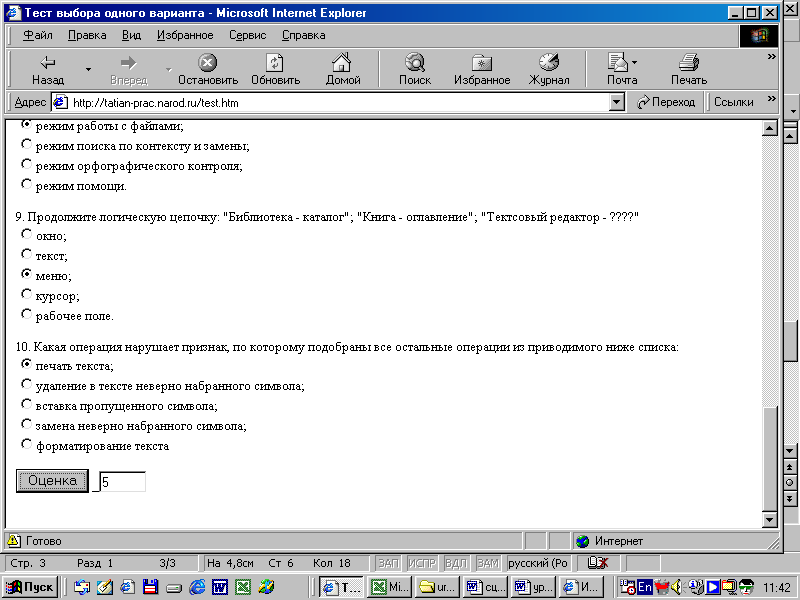 Тест выбора одного варианта - Microsoft Internet Explorer
Файл Правка Вид Избранное Сервис Справка
Назад Вперед Остановить Обновить Домой Поиск Избранное Журнал Почта Печать »
Адрес http://tatian-prac.narod.ru/test.htm Переход Ссылки »
режим работы с файлами;
режим поиска по контексту и замены;
режим орфографического контроля;
режим помощи.
9. Продолжите логическую цепочку: "Библиотека - каталог"; "Книга - оглавление"; "Тектсовый редактор - ????"
окно;
текст;
меню;
курсор;
рабочее поле.
10. Какая операция нарушает признак, по которому подобраны все остальные операции из приводимого ниже списка:
печать текста;
удаление в тексте неверно набранного символа;
вставка пропущенного символа;
замена неверно набранного символа;
форматирование текста
Оценка 5
Готово Интернет
Стр. 3 Разд 1 3/3 На 4,8см Ст 6 Кол 18 ЗАП ИСПР ВДЛ ЗАМ русский (Ро
Пуск Т... Mi... ur... сц... ур... И... En 11:42